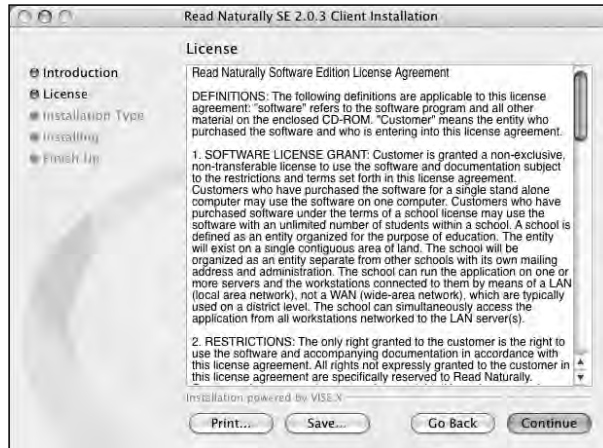 Read Naturally SE 2.0.3 Client Installation
License
Introduction
License
Installation Type
Installing
Finish Up
Read Naturally Software Edition License Agreement
DEFINITIONS: The following definitions are applicable to this license
agreement: "software" refers to the software program and all other
material on the enclosed CD-ROM. "Customer" means the entity who
purchased the software and who is entering into this license agreement.
1. SOFTWARE LICENSE GRANT: Customer is granted a non-exclusive,
non-transferable license to use the software and documentation subject
to the restrictions and terms set forth in this license agreement.
Customers who have purchased the software for a single stand alone
computer may use the software on one computer. Customers who have
purchased software under the terms of a school license may use the
software with an unlimited number of students within a school. A school is
defined as an entity organized for the purpose of education. The entity
will exist on a single contiguous area of land. The school will be
organized as an entity separate from other schools with its own mailing
address and administration. The school can run the application on one or
more servers and the workstations connected to them by means of a LAN
(local area network), not a WAN (wide-area network), which are typically
used on a district level. The school can simultaneously access the
application from all workstations networked to the LAN server(s).
2. RESTRICTIONS: The only right granted to the customer is the right to
use the software and accompanying documentation in accordance with
this license agreement. All rights not expressly granted to the customer in
this license agreement are specifically reserved to Read Naturally.
Installation powered by VISE X
Print...
Save...
Go Back
Continue